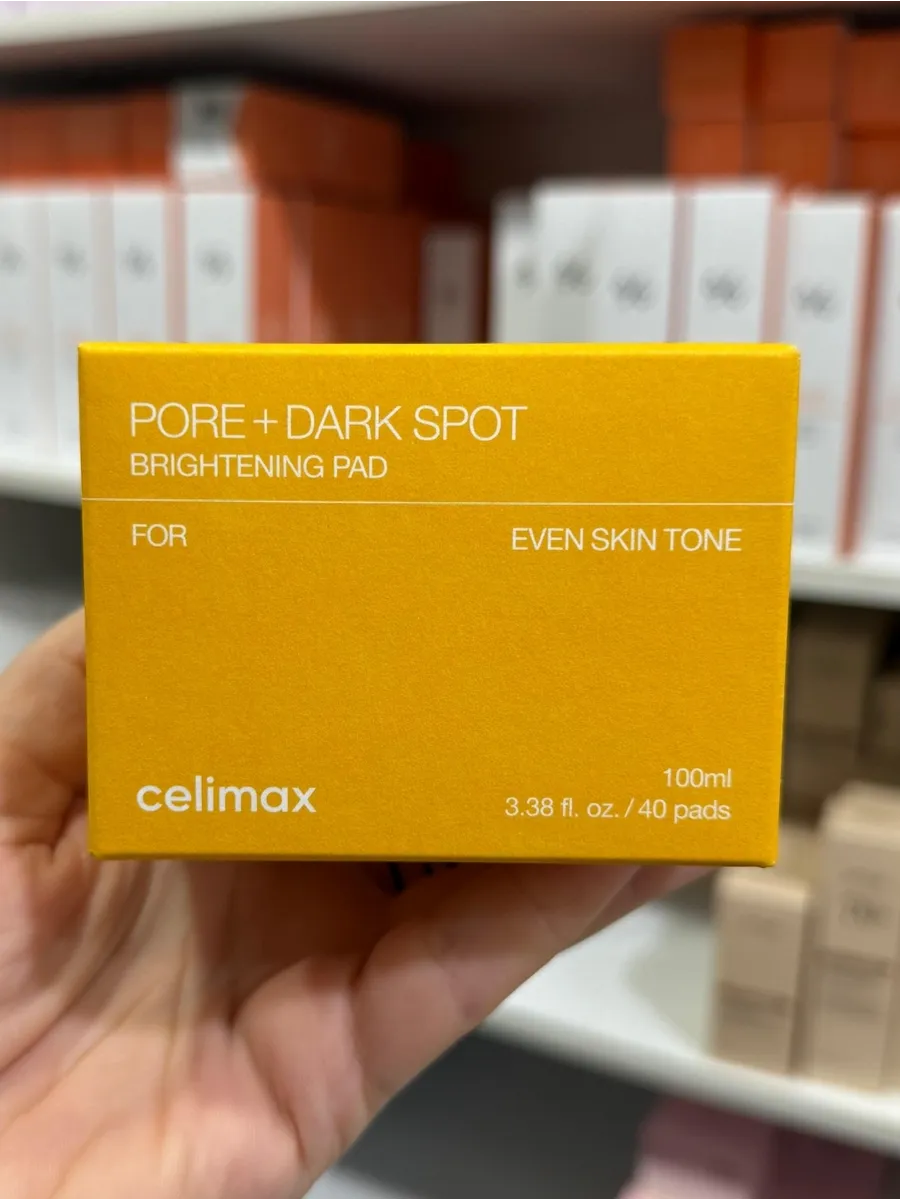 PORE + DARK SPOT
BRIGHTENING PAD
FOR EVEN SKIN TONE
celimax
100ml
3.38 fl. oz. / 40 pads